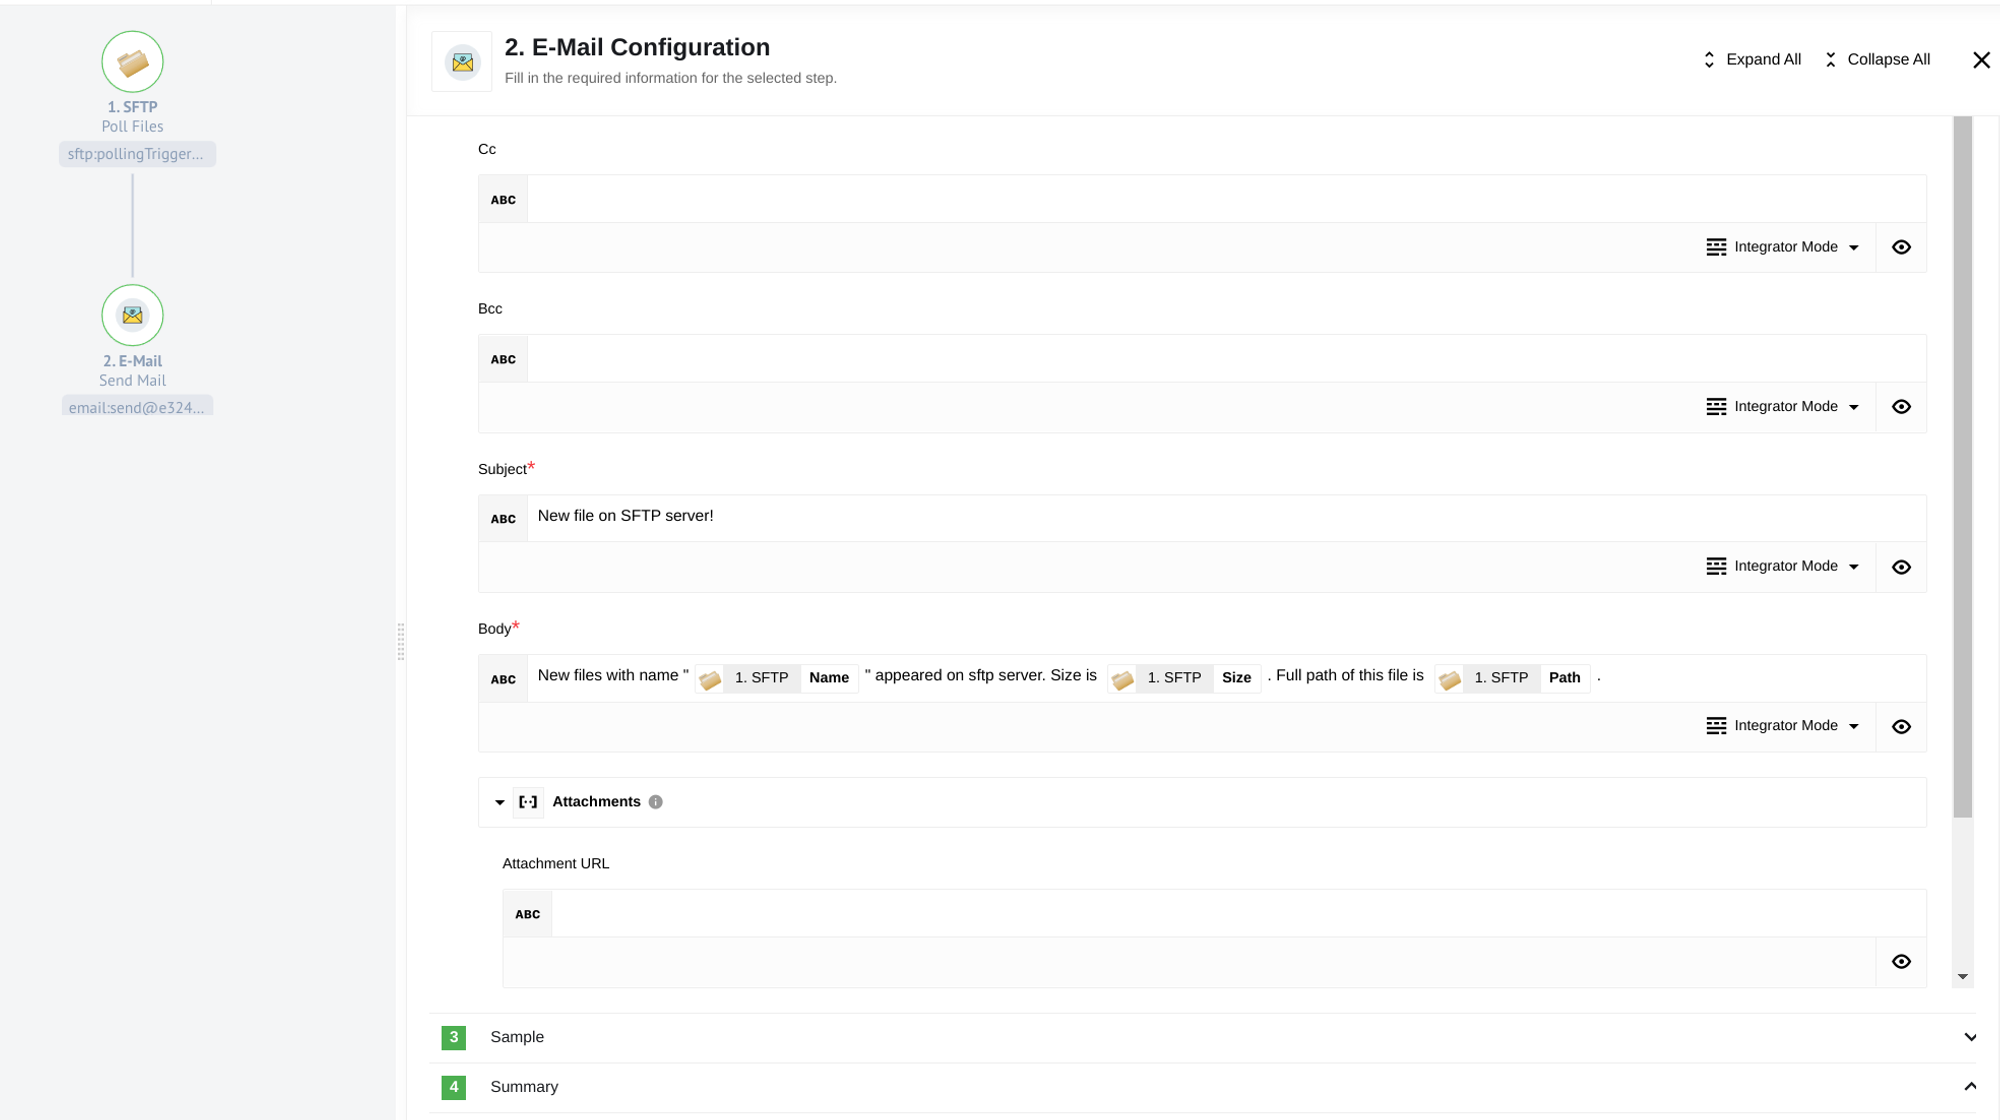 1. SFTP
Poll Files
sftp:pollingTrigger...
2. E-Mail
Send Mail
email:send@e324...
2. E-Mail Configuration
Fill in the required information for the selected step.
Expand All
Collapse All
Cc
ABC
Integrator Mode
Bcc
ABC
Integrator Mode
Subject*
ABC New file on SFTP server!
Integrator Mode
Body*
ABC New files with name " 1. SFTP Name " appeared on sftp server. Size is 1. SFTP Size . Full path of this file is 1. SFTP Path .
Integrator Mode
Attachments
Attachment URL
ABC
3 Sample
4 Summary